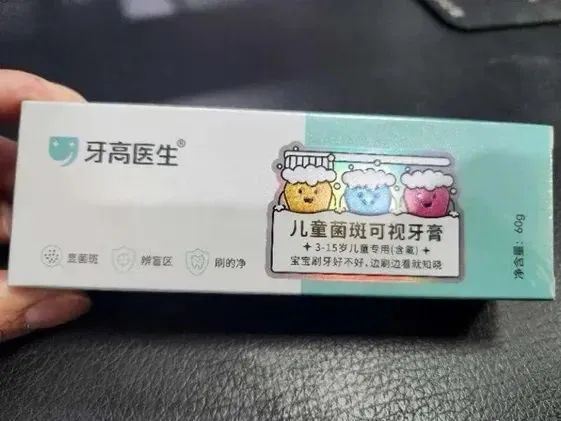 牙高医生®
显菌斑
辨盲区
刷的净
儿童菌斑可视牙膏
3-15岁儿童专用(含氟)
宝宝刷牙好不好,边刷边看就知晓
净含量：60g